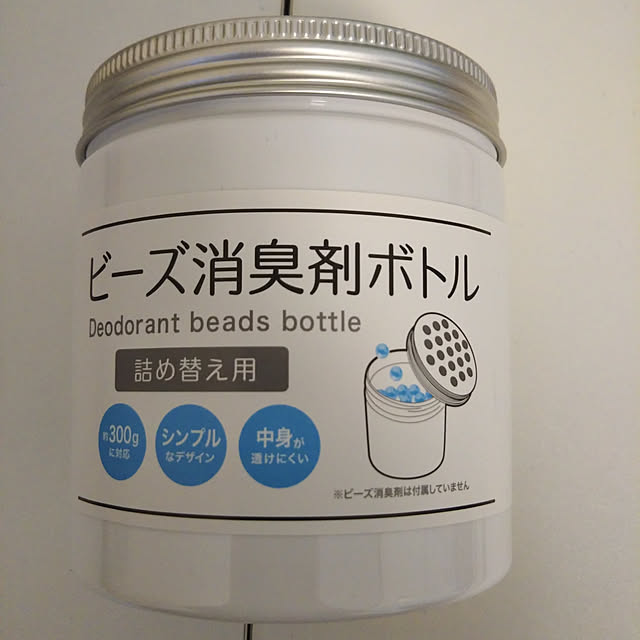 ビーズ消臭剤ボトル
Deodorant beads bottle
詰め替え用
約300g
に対応
シンプル
なデザイン
中身が
透けにくい
※ビーズ消臭剤は付属していません